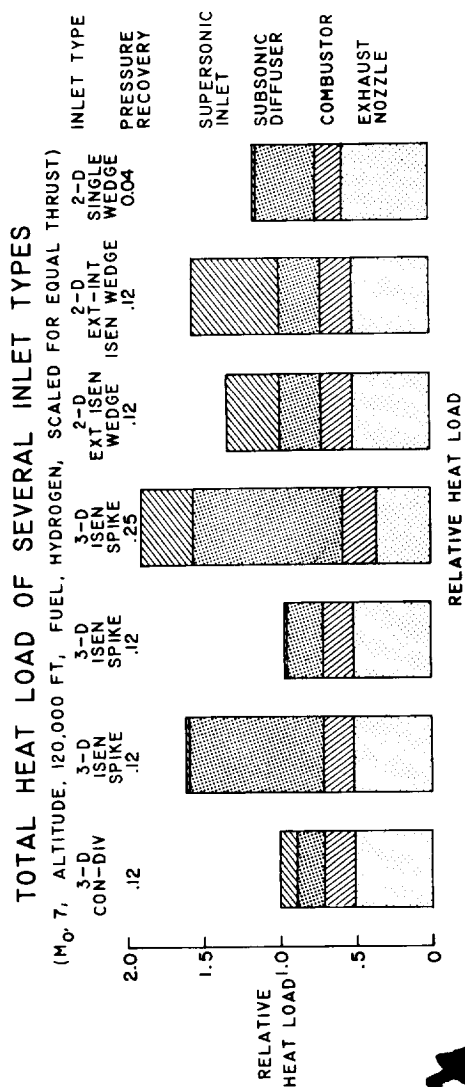 TOTAL HEAT LOAD OF SEVERAL INLET TYPES
(M₀, 7, ALTITUDE, 120,000 FT, FUEL, HYDROGEN, SCALED FOR EQUAL THRUST)
3-D CON-DIV
3-D ISEN SPIKE
3-D ISEN SPIKE
3-D ISEN SPIKE
2-D EXT ISEN WEDGE
2-D EXT-INT ISEN WEDGE
2-D SINGLE WEDGE
INLET TYPE
.12
.12
.12
.25
.12
.12
0.04
PRESSURE RECOVERY
SUPERSONIC INLET
SUBSONIC DIFFUSER
COMBUSTOR
EXHAUST NOZZLE
2.0
1.5
RELATIVE
HEAT LOAD
1.0
.5
0
RELATIVE HEAT LOAD